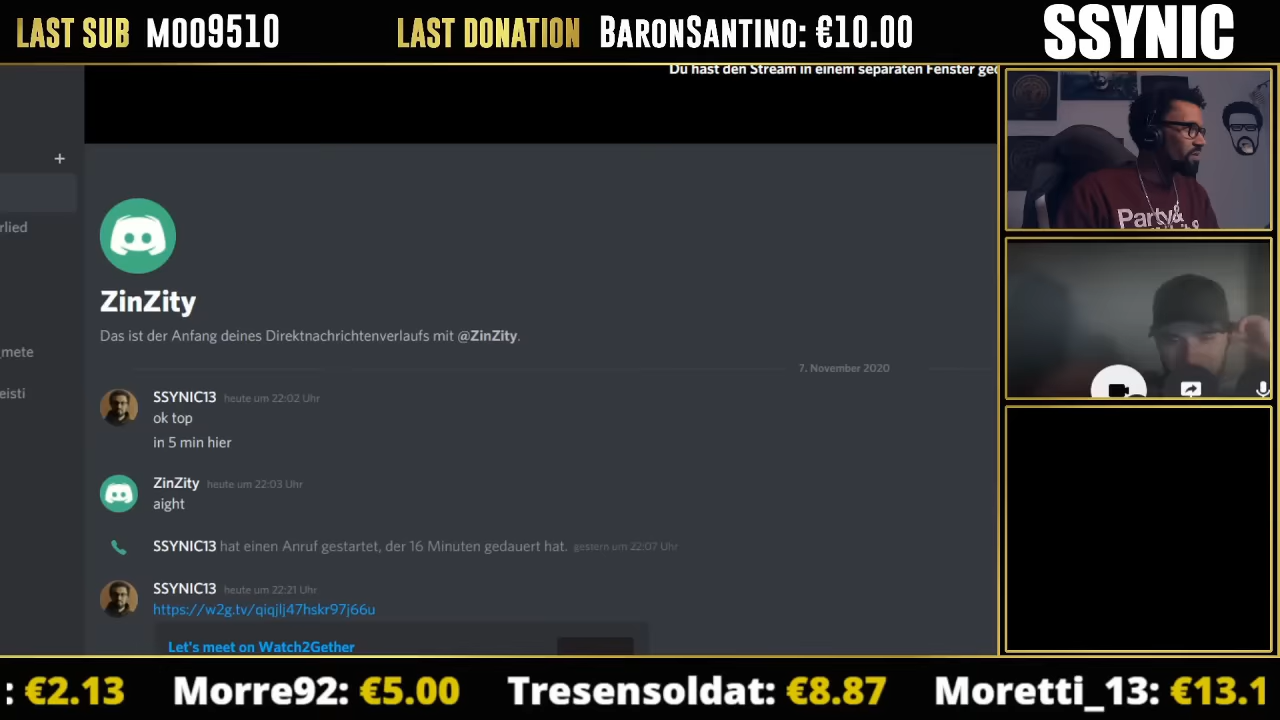 LAST SUB MOO9510
LAST DONATION BARONSANTINO: €10.00
SSYNIC
Du hast den Stream in einem separaten Fenster geö
+
rlied
ZinZity
Das ist der Anfang deines Direktnachrichtenverlaufs mit @ZinZity.
_mete
7. November 2020
eisti
SSYNIC13 heute um 22:02 Uhr
ok top
in 5 min hier
ZinZity heute um 22:03 Uhr
aight
SSYNIC13 hat einen Anruf gestartet, der 16 Minuten gedauert hat. gestern um 22:07 Uhr
SSYNIC13 heute um 22:21 Uhr
https://w2g.tv/qiqjlj47hskr97j66u
Let's meet on Watch2Gether
Party&
: €2.13 Morre92: €5.00 Tresensoldat: €8.87 Moretti_13: €13.1